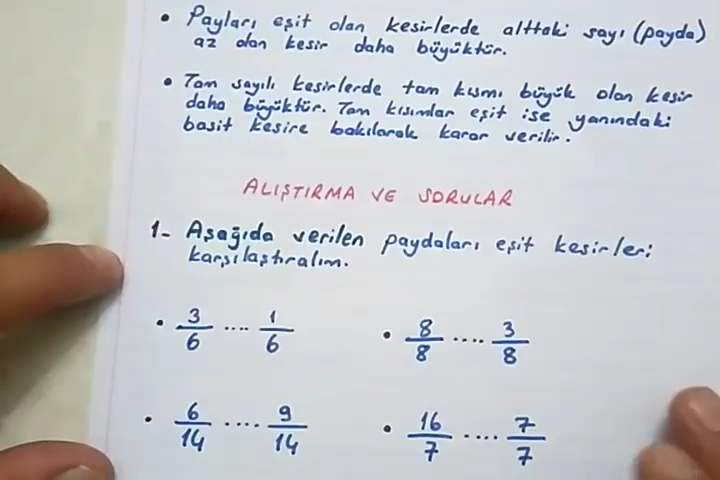 • Payları eşit olan kesirlerde alttaki sayı (payda)
az olan kesir daha büyüktür.
• Tam sayılı kesirlerde tam kısmı büyük olan kesir
daha büyüktür. Tam kısımlar eşit ise yanındaki
basit kesire bakılarak karar verilir.
ALIŞTIRMA VE SORULAR
1- Aşağıda verilen paydaları eşit kesirleri
karşılaştıralım.
• 3/6 .... 1/6 • 8/8 .... 3/8
• 6/14 .... 9/14 • 16/7 .... 7/7